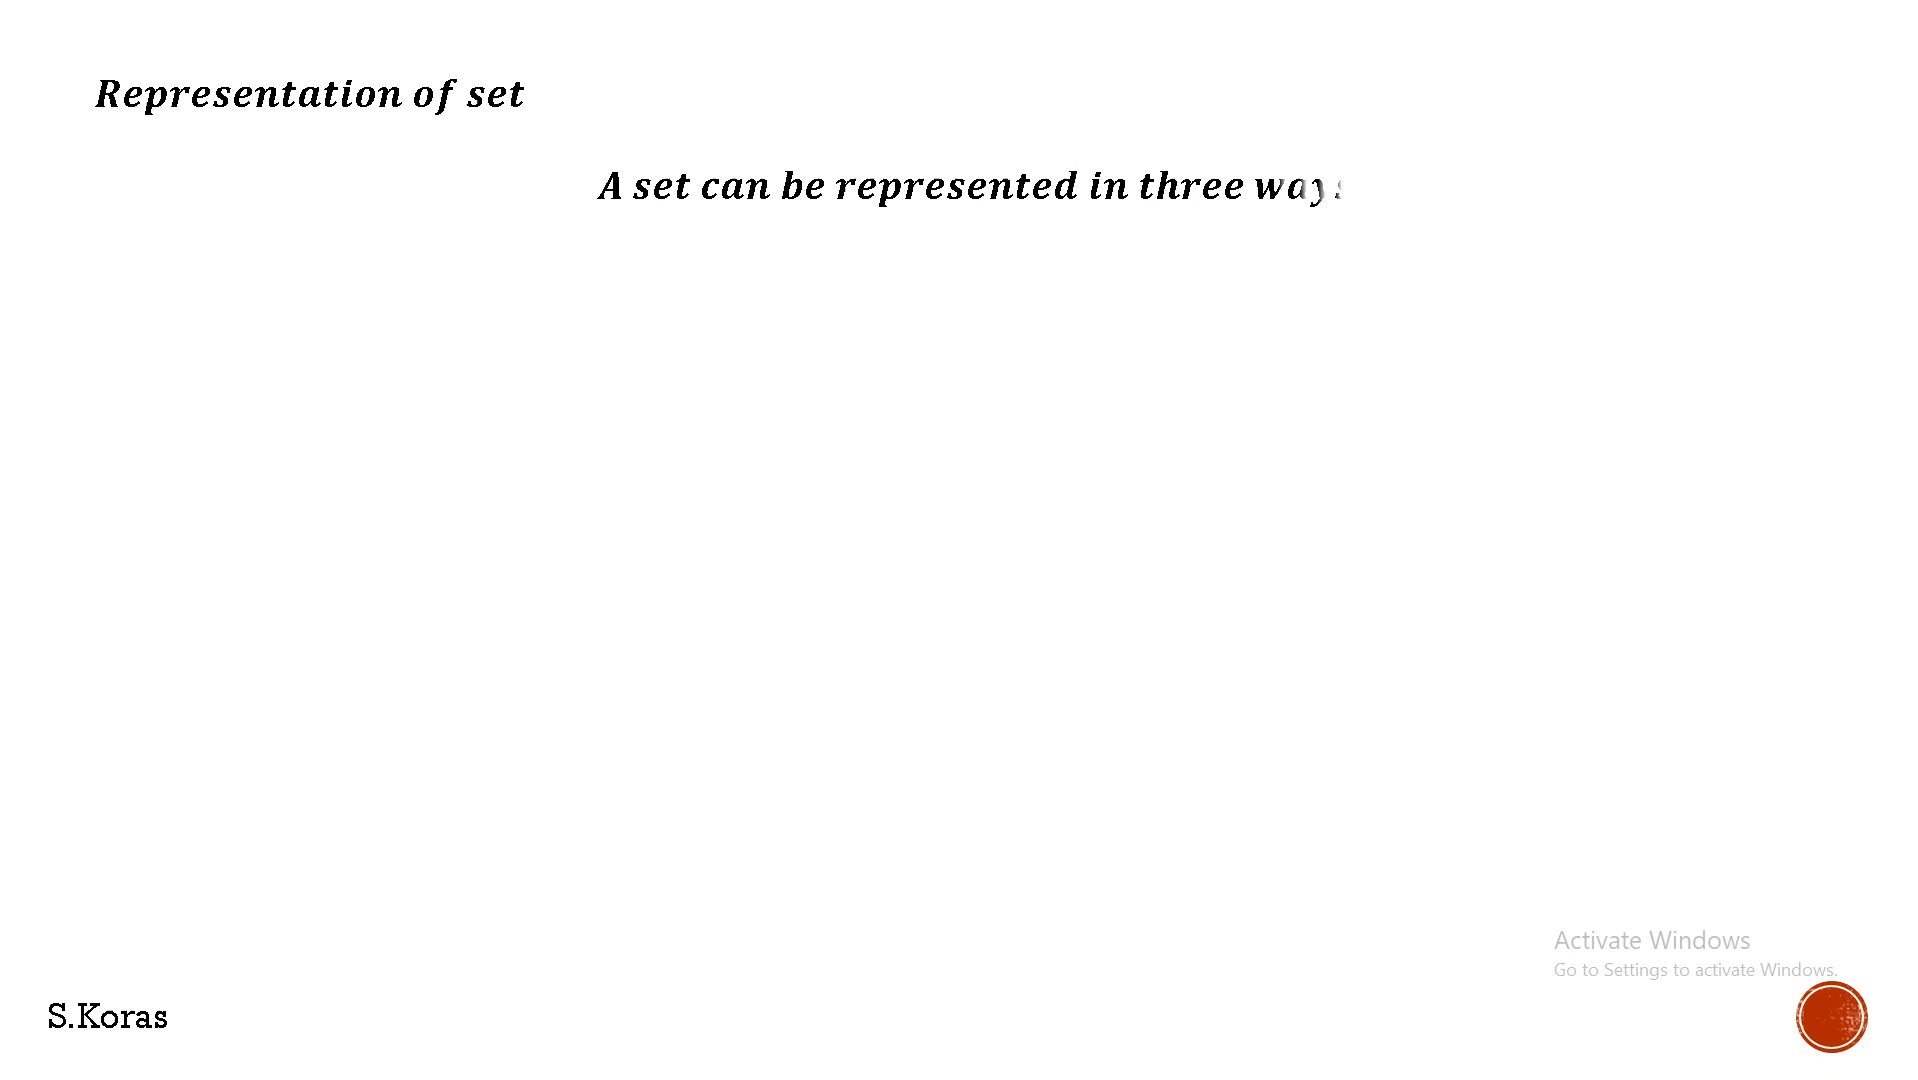 Representation of set
A set can be represented in three ways
Activate Windows
Go to Settings to activate Windows.
S.Koras